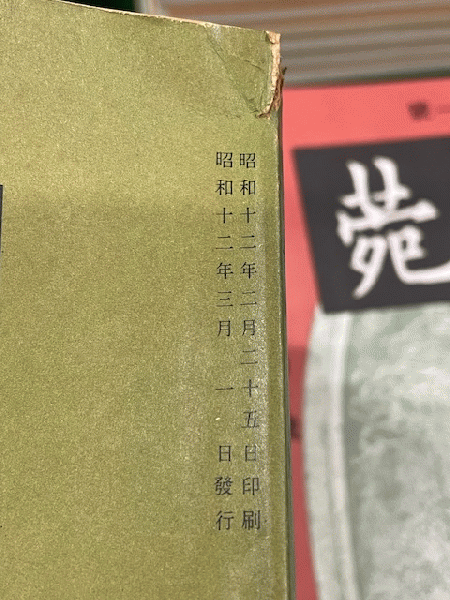 昭和十二年二月二十五日印刷
昭和十二年三月 一 日發行
苑